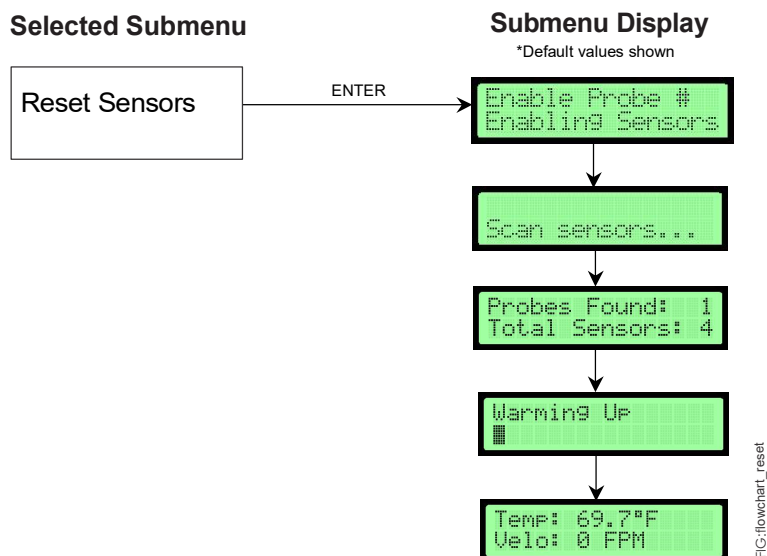 Selected Submenu
Submenu Display
*Default values shown
Reset Sensors
ENTER
Enable Probe #
Enabling Sensors
Scan sensors...
Probes Found: 1
Total Sensors: 4
Warming Up
Temp: 69.7°F
Velo: 0 FPM
FIG:flowchart_reset